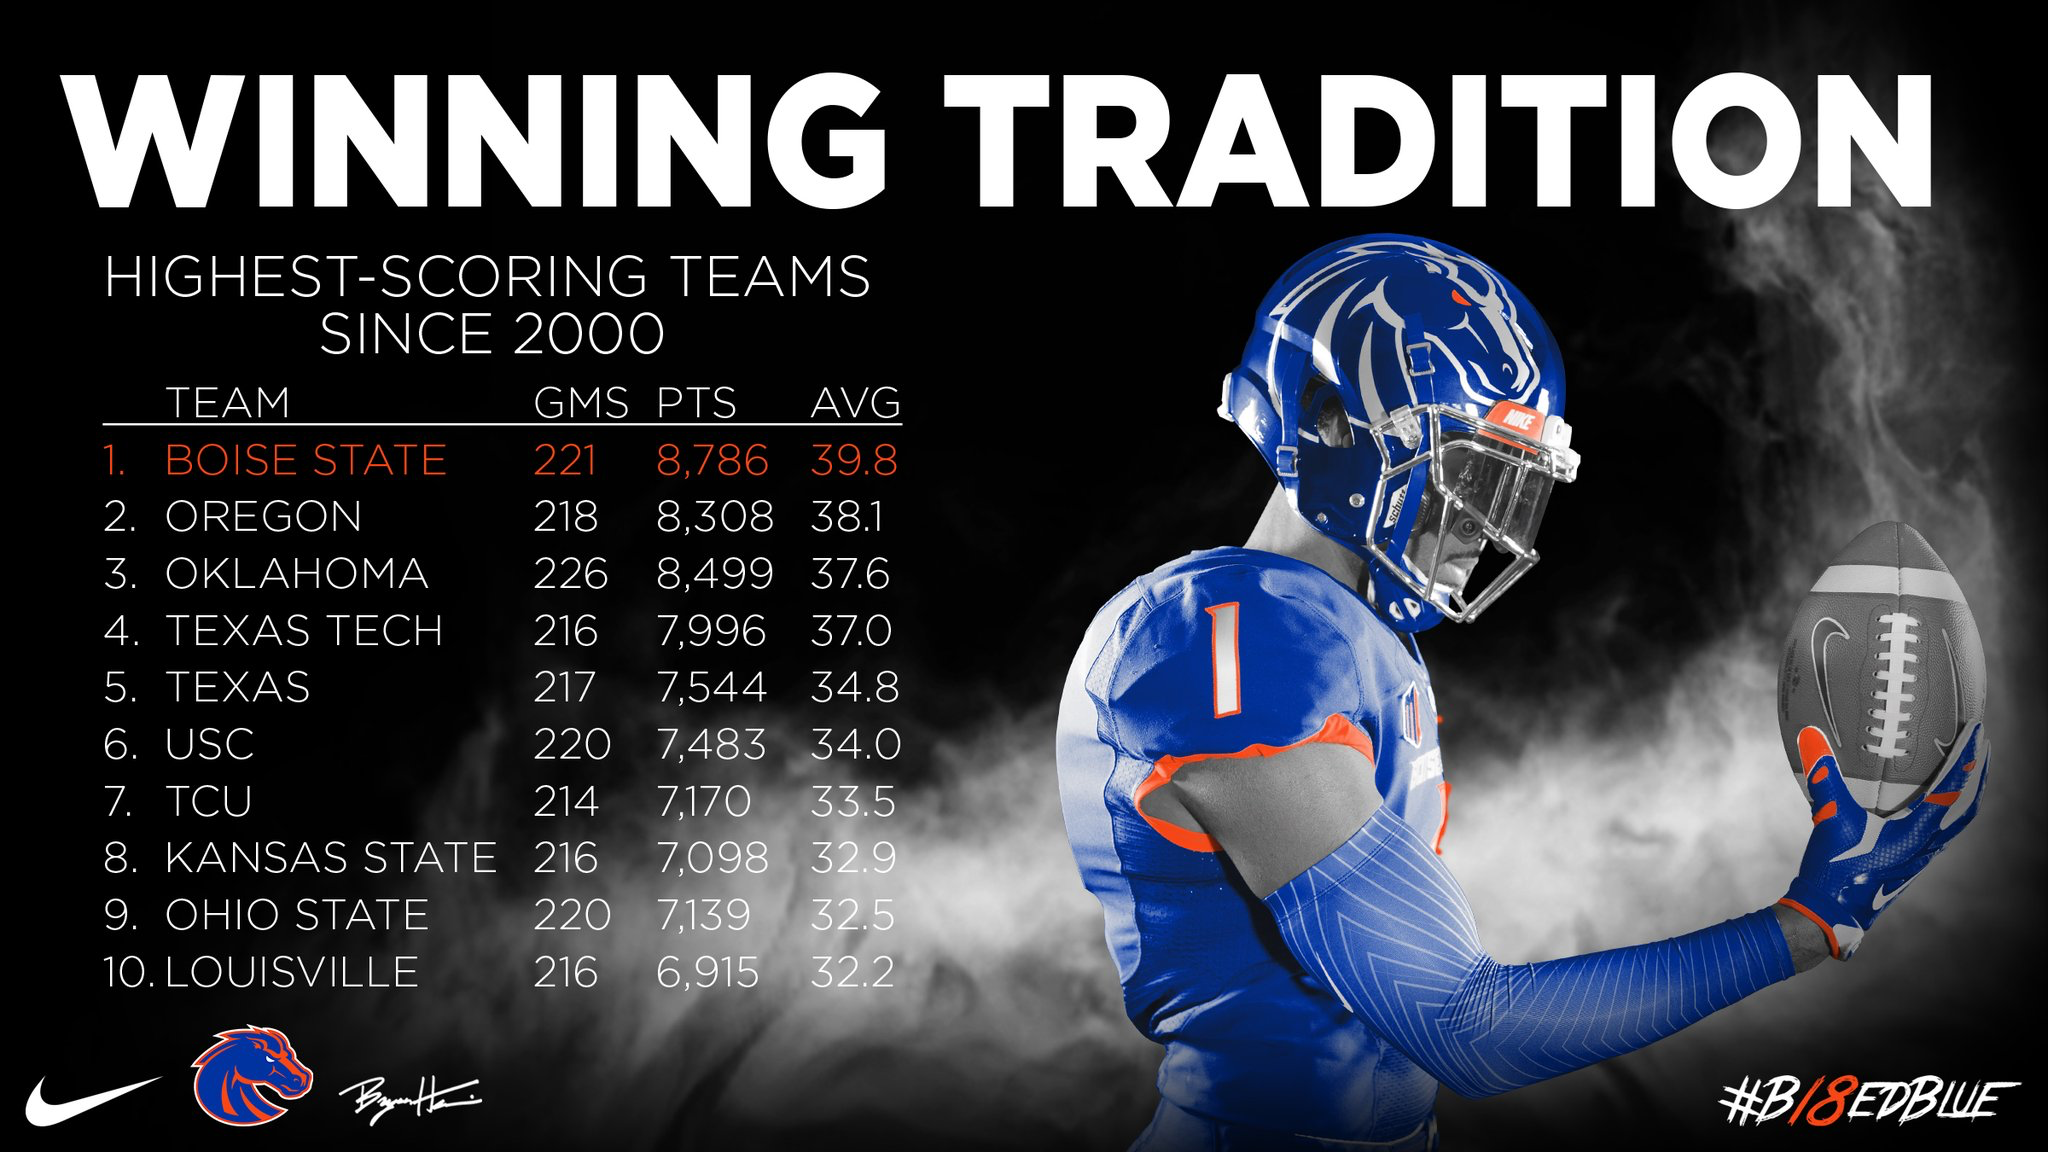 WINNING TRADITION
HIGHEST-SCORING TEAMS
SINCE 2000
TEAM GMS PTS AVG
1. BOISE STATE 221 8,786 39.8
2. OREGON 218 8,308 38.1
3. OKLAHOMA 226 8,499 37.6
4. TEXAS TECH 216 7,996 37.0
5. TEXAS 217 7,544 34.8
6. USC 220 7,483 34.0
7. TCU 214 7,170 33.5
8. KANSAS STATE 216 7,098 32.9
9. OHIO STATE 220 7,139 32.5
10. LOUISVILLE 216 6,915 32.2
NIKE
schutt
1
#B18EDBLUE